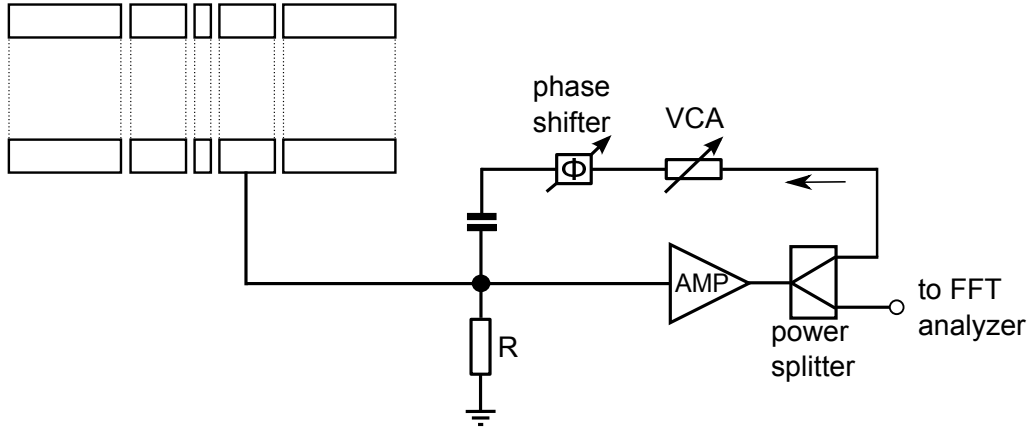 phase
shifter
VCA
Φ
AMP
to FFT
analyzer
power
splitter
R